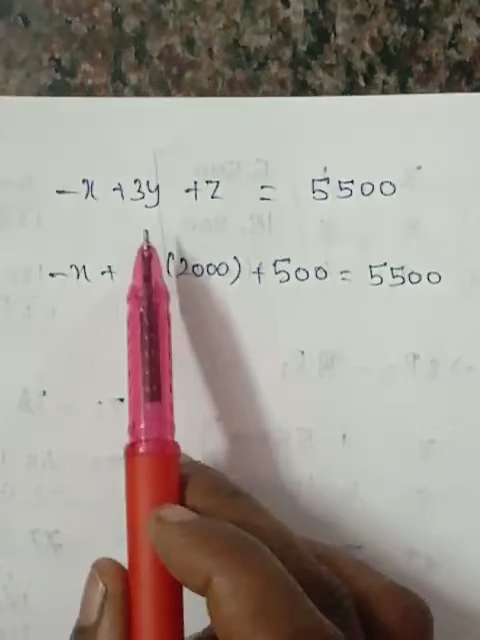 -x + 3y + z = 5500
-x + (2000) + 500 = 5500